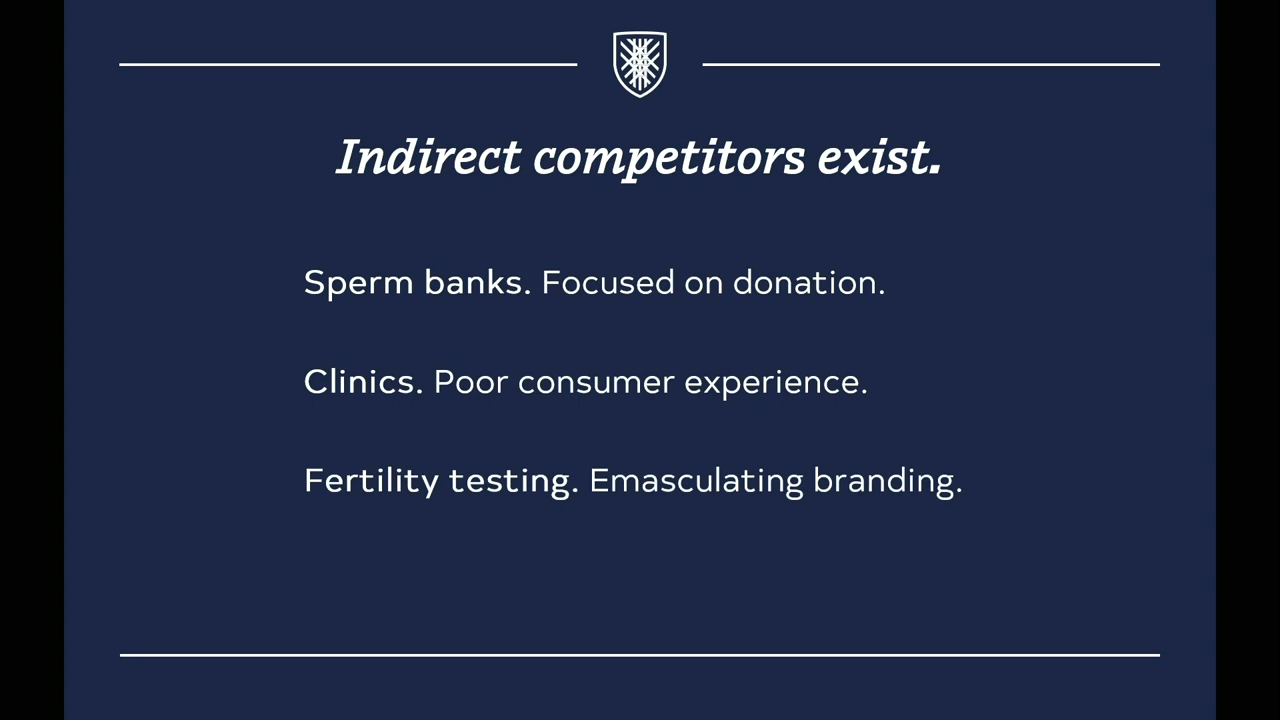 Indirect competitors exist.
Sperm banks. Focused on donation.
Clinics. Poor consumer experience.
Fertility testing. Emasculating branding.